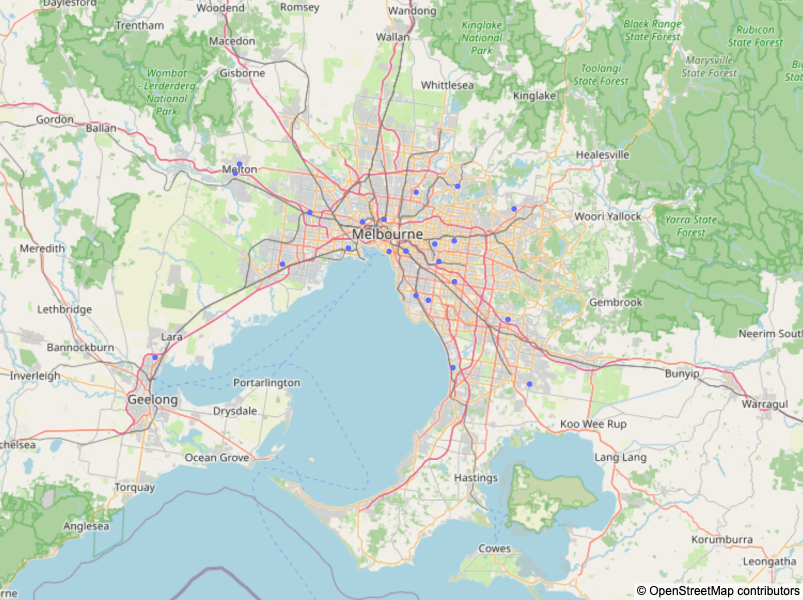 Daylesford
Woodend
Romsey
Wandong
Trentham
Macedon
Wallan
Kinglake
National
Park
Black Range
State Forest
Rubicon
State Forest
Gisborne
Wombat
- Lerderderg
National
Park
Whittlesea
Toolangi
State Forest
Marysville
State Forest
Kinglake
Gordon
Ballan
Healesville
Melton
Woori Yallock
Yarra State
Forest
Melbourne
Meredith
Lethbridge
Gembrook
Bannockburn
Lara
Neerim South
Inverleigh
Portarlington
Bunyip
Geelong
Drysdale
Warragul
Koo Wee Rup
Ocean Grove
Lang Lang
Torquay
Hastings
Anglesea
Cowes
Korumburra
Leongatha
© OpenStreetMap contributors